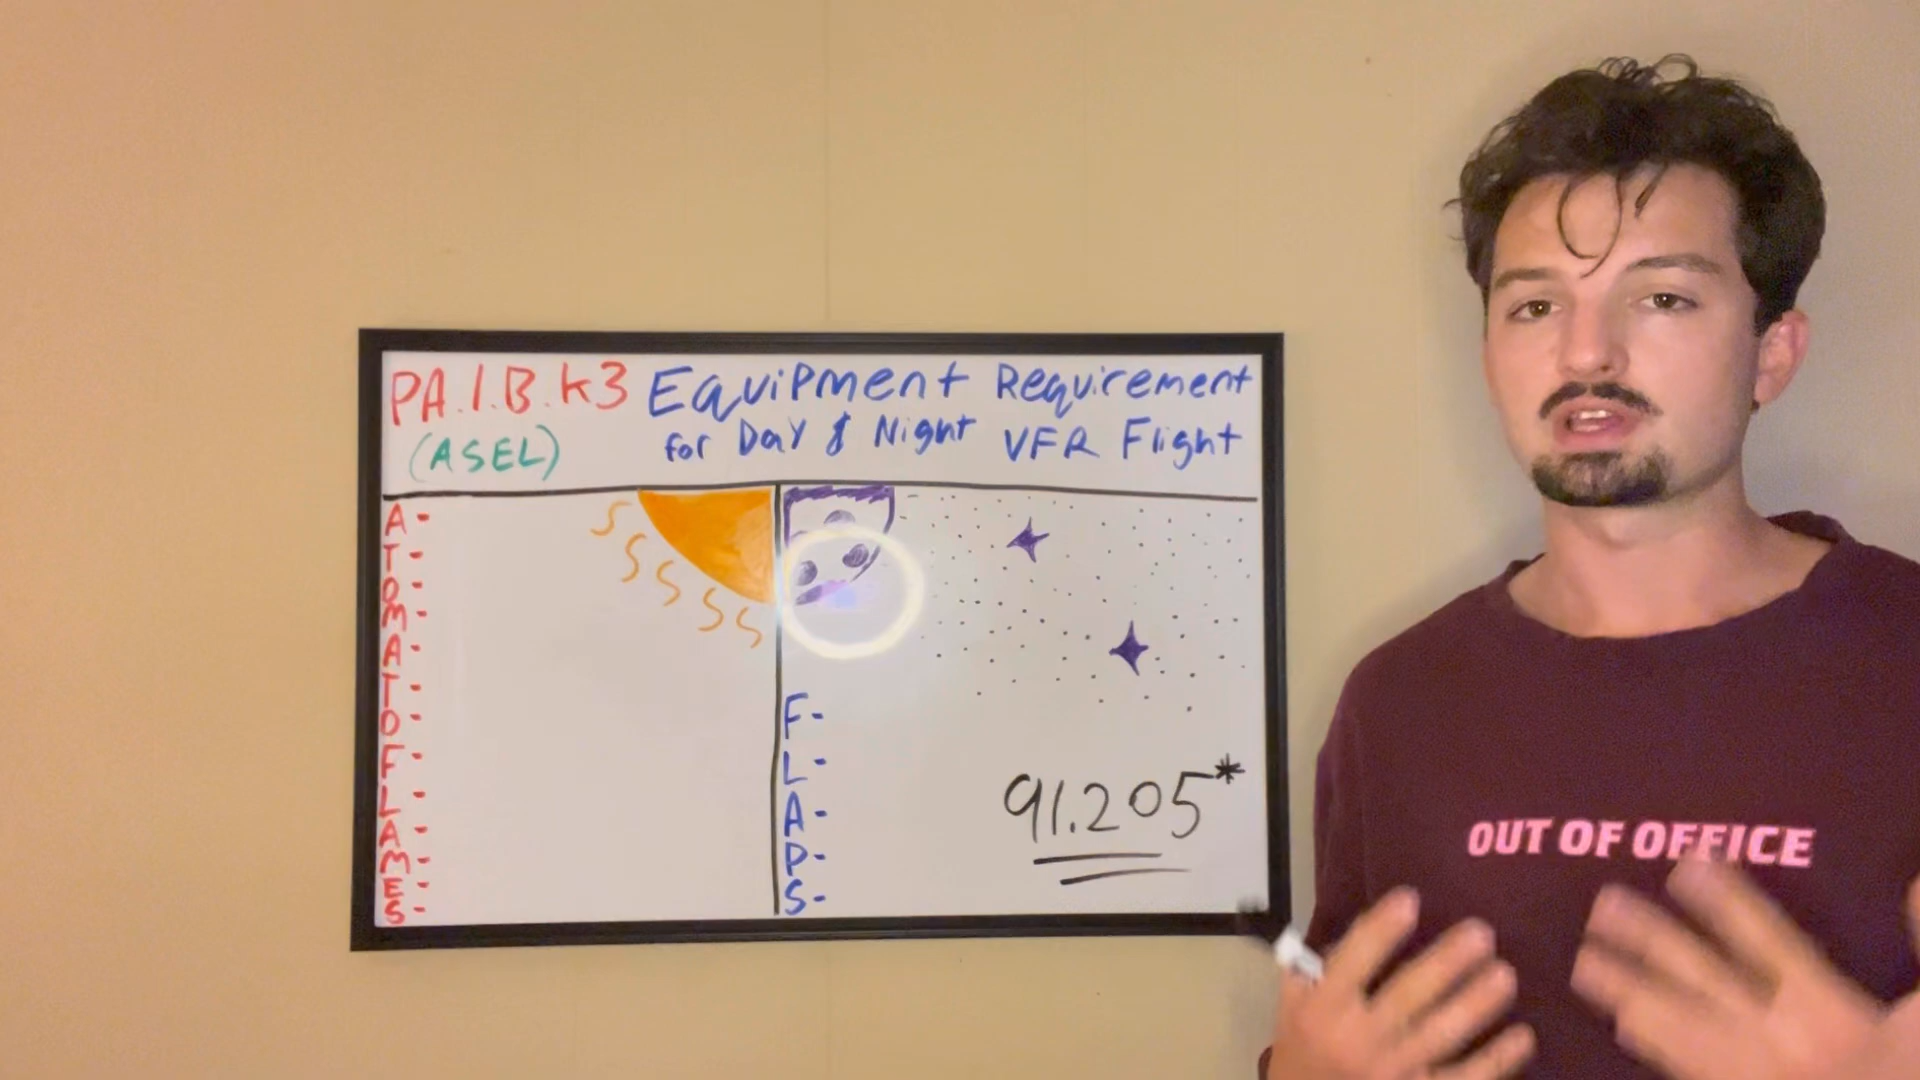 PA.I.B.K3 Equipment Requirement
(ASEL) for Day & Night VFR Flight
A-
T-
O-
M-
A-
T-
O-
F-
L-
A-
M-
E-
S-
F-
L-
A-
P-
S-
91.205*
OUT OF OFFICE